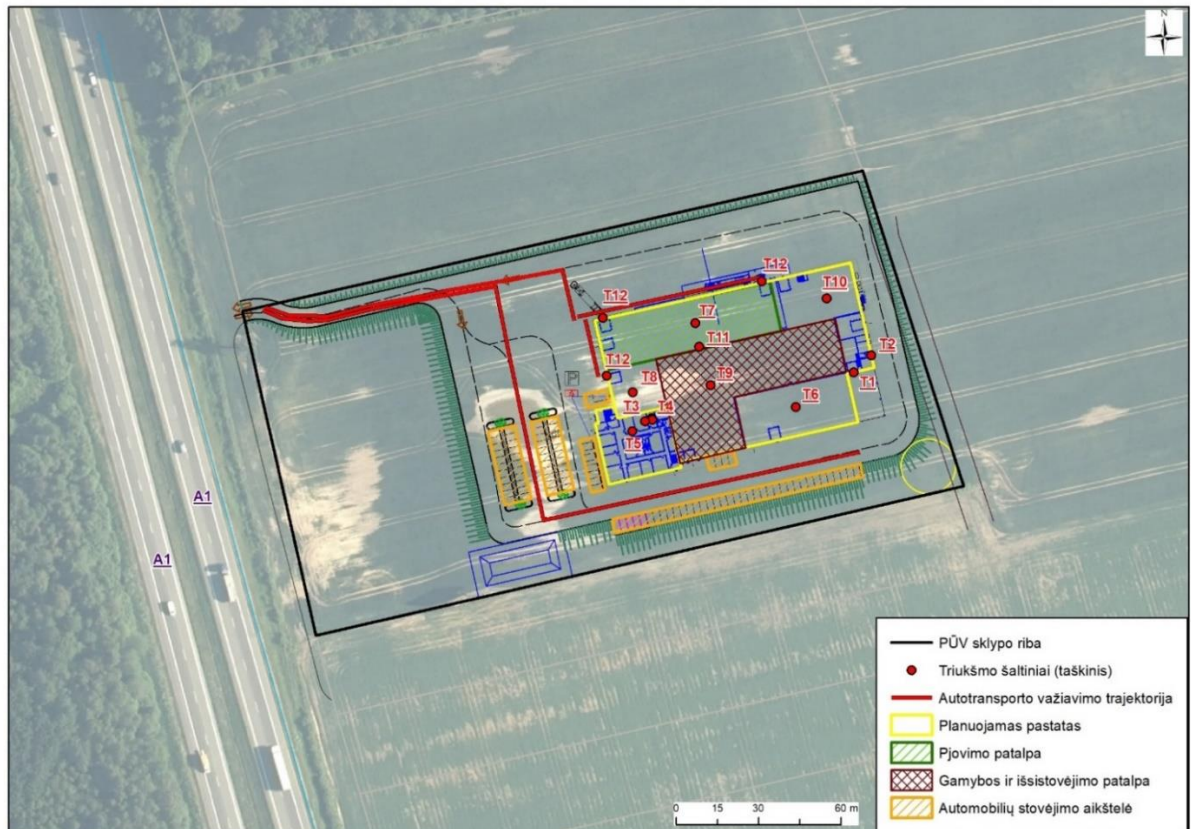 N
T12
T10
T12
T7
T11
T2
T1
T8
T9
P
T3
T4
T6
T5
A1
A1
PŪV sklypo riba
Triukšmo šaltiniai (taškinis)
Autotransporto važiavimo trajektorija
Planuojamas pastatas
Pjovimo patalpa
Gamybos ir išsistovėjimo patalpa
Automobilių stovėjimo aikštelė
0 15 30 60 m
T12